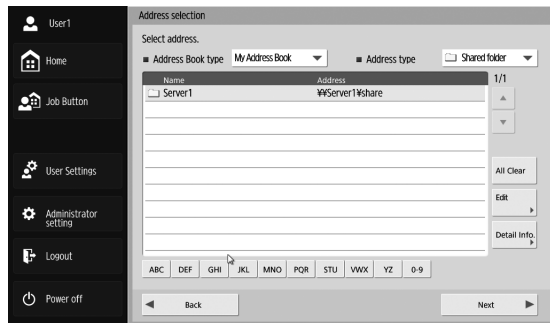 User1
Home
Job Button
User Settings
Administrator
setting
Logout
Power off
Address selection
Select address.
■ Address Book type My Address Book ■ Address type Shared folder
Name Address 1/1
Server1 ¥¥Server1¥share
All Clear
Edit
Detail Info.
ABC DEF GHI JKL MNO PQR STU VWX YZ 0-9
Back Next